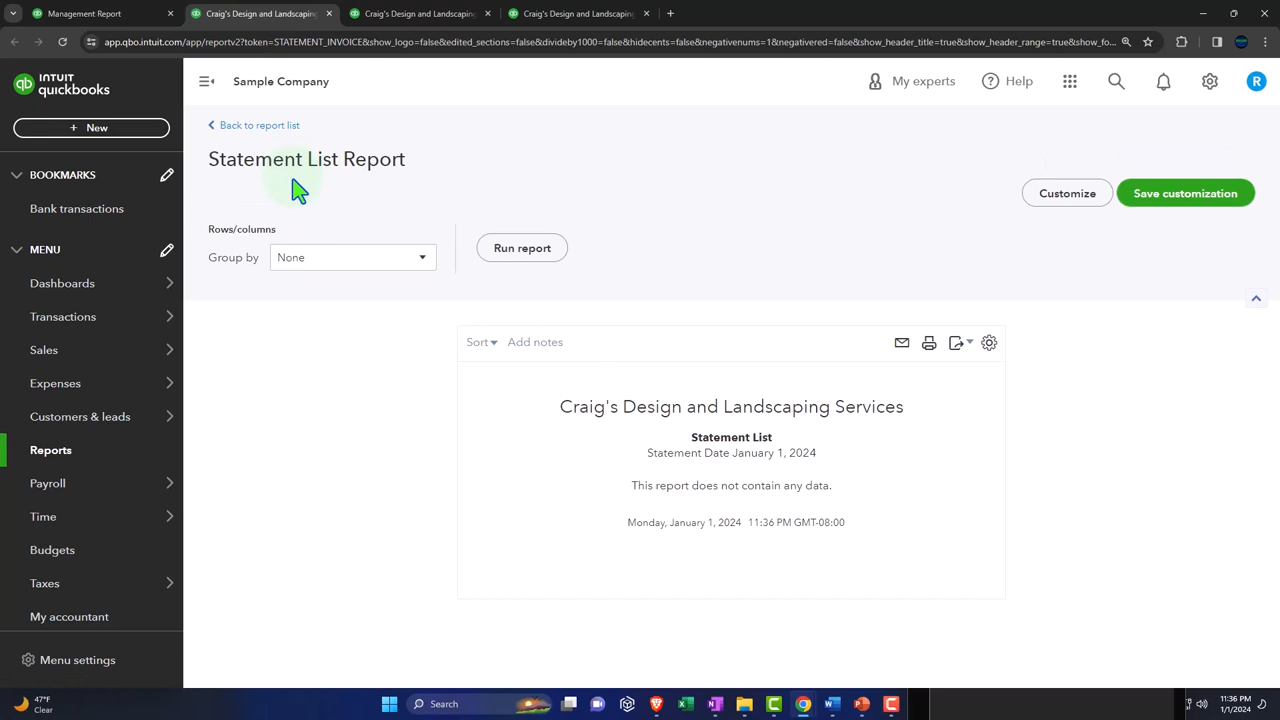 Management Report
Craig's Design and Landscaping
Craig's Design and Landscaping
Craig's Design and Landscaping
app.qbo.intuit.com/app/reportv2?token=STATEMENT_INVOICE&show_logo=false&edited_sections=false&divideby1000=false&hidecents=false&negativenums=1&negativered=false&show_header_title=true&show_header_range=true&show_fo...
INTUIT
quickbooks
Sample Company
My experts
Help
R
+ New
Back to report list
Statement List Report
BOOKMARKS
Bank transactions
Customize
Save customization
Rows/columns
MENU
Group by
None
Run report
Dashboards
Transactions
Sales
Expenses
Customers & leads
Reports
Payroll
Time
Budgets
Taxes
My accountant
Menu settings
Sort
Add notes
Craig's Design and Landscaping Services
Statement List
Statement Date January 1, 2024
This report does not contain any data.
Monday, January 1, 2024 11:36 PM GMT-08:00
47°F
Clear
Search
11:36 PM
1/1/2024